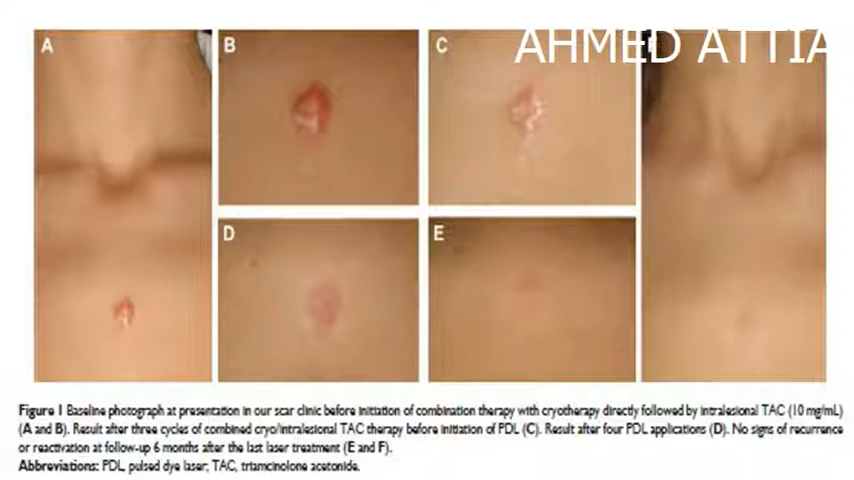 A
B
C
AHMED ATTIA
D
E
Figure 1 Baseline photograph at presentation in our scar clinic before initiation of combination therapy with cryotherapy directly followed by intralesional TAC (10 mg/mL)
(A and B). Result after three cycles of combined cryo/intralesional TAC therapy before initiation of PDL (C). Result after four PDL applications (D). No signs of recurrence
or reactivation at follow-up 6 months after the last laser treatment (E and F).
Abbreviations: PDL, pulsed dye laser; TAC, triamcinolone acetonide.